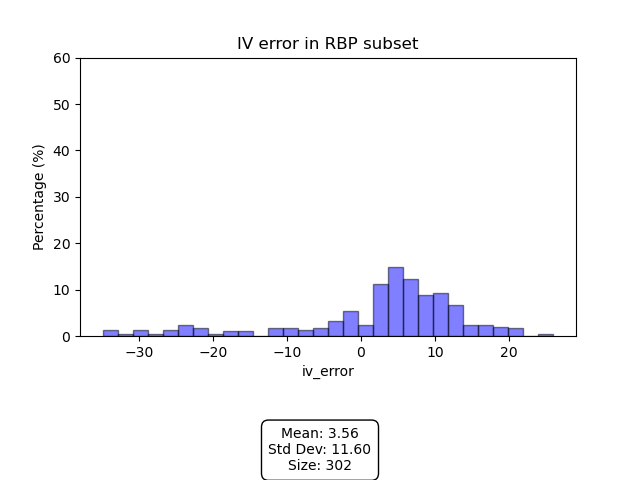 IV error in RBP subset
60
50
40
30
20
10
0
Percentage (%)
−30
−20
−10
0
10
20
iv_error
Mean: 3.56
Std Dev: 11.60
Size: 302